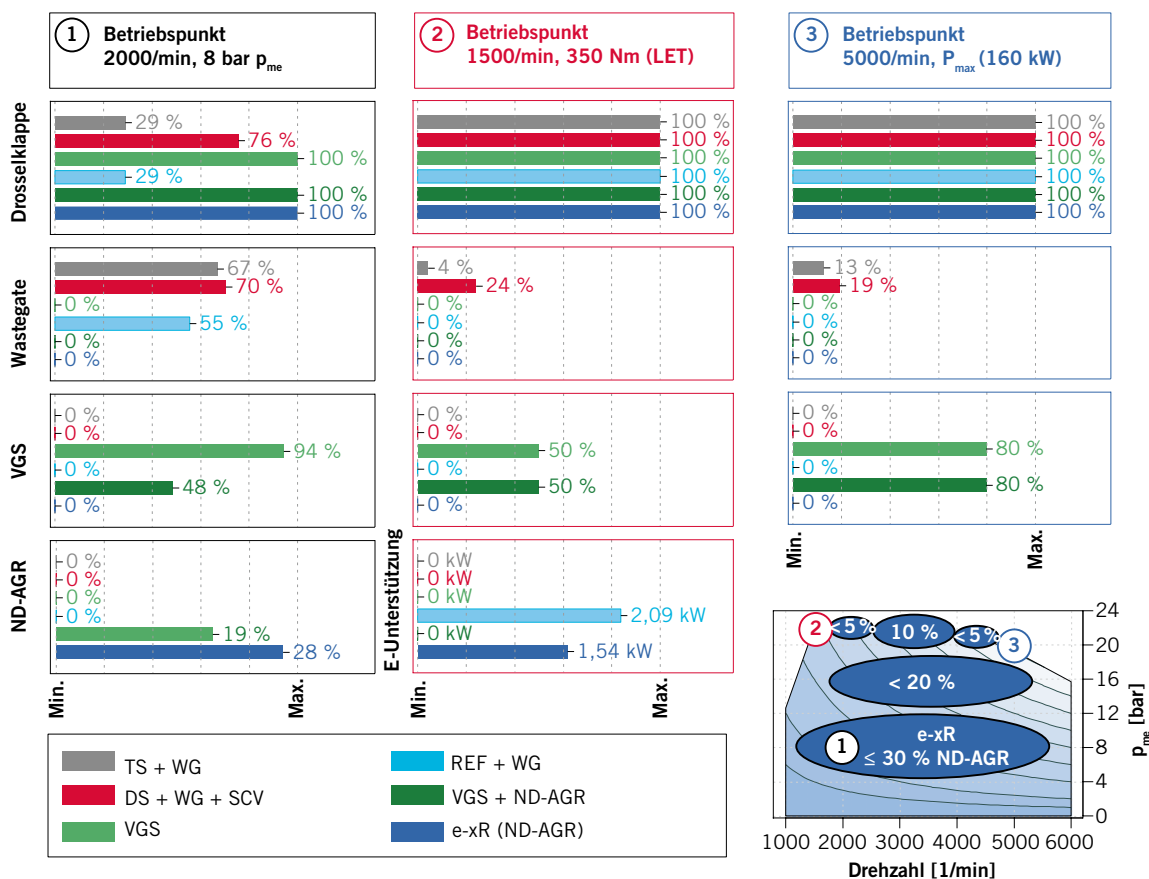 1 Betriebspunkt
2000/min, 8 bar pme
2 Betriebspunkt
1500/min, 350 Nm (LET)
3 Betriebspunkt
5000/min, Pmax (160 kW)
Drosselklappe
29 %
76 %
100 %
29 %
100 %
100 %
100 %
100 %
100 %
100 %
100 %
100 %
100 %
100 %
100 %
100 %
100 %
100 %
Wastegate
67 %
70 %
0 %
55 %
0 %
0 %
4 %
24 %
0 %
0 %
0 %
0 %
13 %
19 %
0 %
0 %
0 %
0 %
VGS
0 %
0 %
94 %
0 %
48 %
0 %
0 %
0 %
50 %
0 %
50 %
0 %
0 %
0 %
80 %
0 %
80 %
0 %
Min.
Max.
ND-AGR
0 %
0 %
0 %
0 %
19 %
28 %
Min.
Max.
E-Unterstützung
0 kW
0 kW
0 kW
2,09 kW
0 kW
1,54 kW
Min.
Max.
TS + WG
DS + WG + SCV
VGS
REF + WG
VGS + ND-AGR
e-xR (ND-AGR)
2
< 5 %
10 %
< 5 %
3
< 20 %
1
e-xR
≤ 30 % ND-AGR
24
20
16
12
8
4
0
pme [bar]
1000 2000 3000 4000 5000 6000
Drehzahl [1/min]